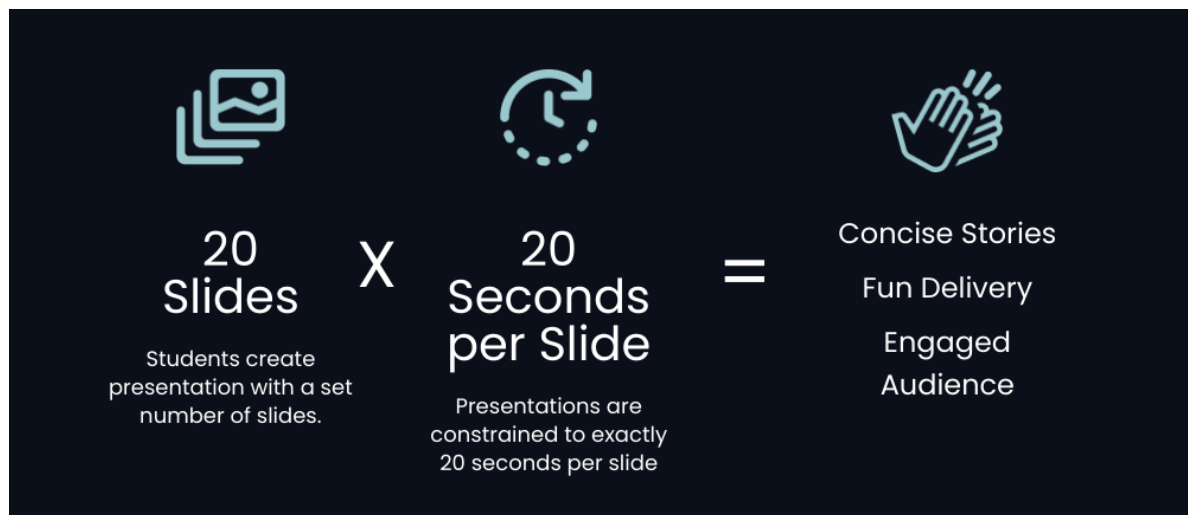 20
Slides
Students create
presentation with a set
number of slides.
X
20
Seconds
per Slide
Presentations are
constrained to exactly
20 seconds per slide
=
Concise Stories
Fun Delivery
Engaged
Audience